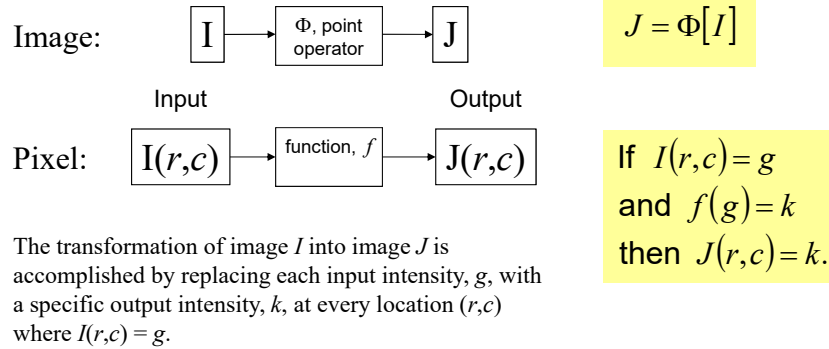 Image: I Φ, point operator J J = Φ[I]
Input Output
Pixel: I(r,c) function, f J(r,c)
If I(r,c) = g
and f(g) = k
then J(r,c) = k.
The transformation of image I into image J is
accomplished by replacing each input intensity, g, with
a specific output intensity, k, at every location (r,c)
where I(r,c) = g.